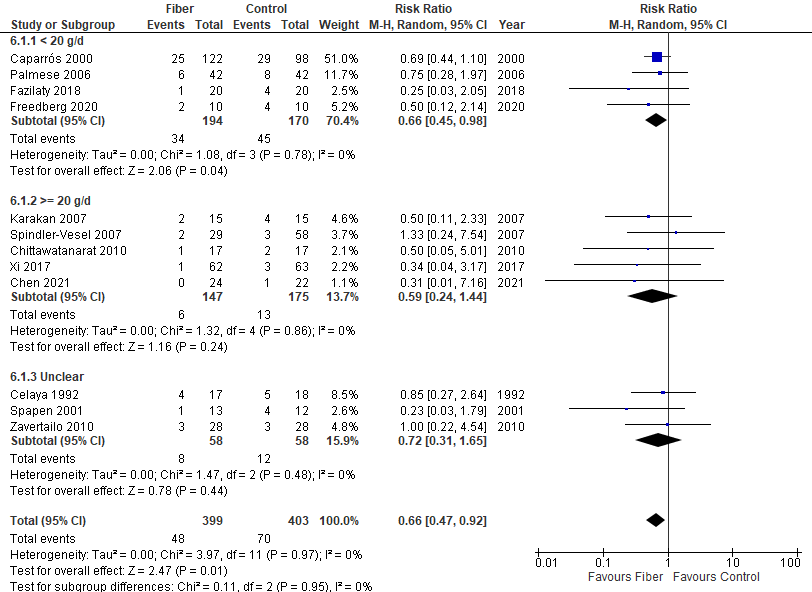 Fiber Control Risk Ratio Risk Ratio
Study or Subgroup Events Total Events Total Weight M-H, Random, 95% CI Year M-H, Random, 95% CI
6.1.1 < 20 g/d
Caparrós 2000 25 122 29 98 51.0% 0.69 [0.44, 1.10] 2000
Palmese 2006 6 42 8 42 11.7% 0.75 [0.28, 1.97] 2006
Fazilaty 2018 1 20 4 20 2.5% 0.25 [0.03, 2.05] 2018
Freedberg 2020 2 10 4 10 5.2% 0.50 [0.12, 2.14] 2020
Subtotal (95% CI) 194 170 70.4% 0.66 [0.45, 0.98]
Total events 34 45
Heterogeneity: Tau² = 0.00; Chi² = 1.08, df = 3 (P = 0.78); I² = 0%
Test for overall effect: Z = 2.06 (P = 0.04)
6.1.2 >= 20 g/d
Karakan 2007 2 15 4 15 4.6% 0.50 [0.11, 2.33] 2007
Spindler-Vesel 2007 2 29 3 58 2.7% 1.33 [0.24, 7.54] 2007
Chittawatanarat 2010 1 17 2 17 2.1% 0.50 [0.05, 5.01] 2010
Xi 2017 1 62 3 63 2.2% 0.34 [0.04, 3.17] 2017
Chen 2021 0 24 1 22 1.1% 0.31 [0.01, 7.16] 2021
Subtotal (95% CI) 147 175 13.7% 0.59 [0.24, 1.44]
Total events 6 13
Heterogeneity: Tau² = 0.00; Chi² = 1.32, df = 4 (P = 0.86); I² = 0%
Test for overall effect: Z = 1.16 (P = 0.24)
6.1.3 Unclear
Celaya 1992 4 17 5 18 8.5% 0.85 [0.27, 2.64] 1992
Spapen 2001 1 13 4 12 2.6% 0.23 [0.03, 1.79] 2001
Zavertailo 2010 3 28 3 28 4.8% 1.00 [0.22, 4.54] 2010
Subtotal (95% CI) 58 58 15.9% 0.72 [0.31, 1.65]
Total events 8 12
Heterogeneity: Tau² = 0.00; Chi² = 1.47, df = 2 (P = 0.48); I² = 0%
Test for overall effect: Z = 0.78 (P = 0.44)
Total (95% CI) 399 403 100.0% 0.66 [0.47, 0.92]
Total events 48 70
Heterogeneity: Tau² = 0.00; Chi² = 3.97, df = 11 (P = 0.97); I² = 0%
Test for overall effect: Z = 2.47 (P = 0.01)
Test for subgroup differences: Chi² = 0.11, df = 2 (P = 0.95), I² = 0%
0.01 0.1 1 10 100
Favours Fiber Favours Control